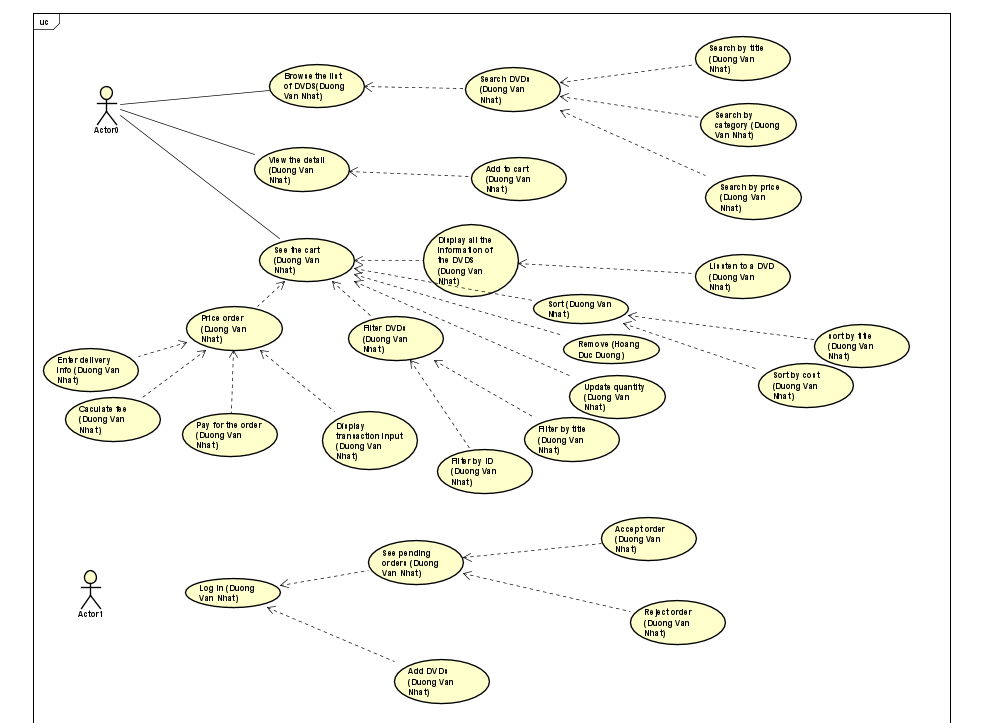 uc
Actor0
Browse the list
of DVDS(Duong
Van Nhat)
Search DVDs
(Duong Van
Nhat)
Search by title
(Duong Van
Nhat)
Search by
category (Duong
Van Nhat)
Search by price
(Duong Van
Nhat)
View the detail
(Duong Van
Nhat)
Add to cart
(Duong Van
Nhat)
See the cart
(Duong Van
Nhat)
Display all the
information of
the DVDS
(Duong Van
Nhat)
(Duong Van
Nhat)
Sort (Duong Van
Nhat)
Remove (Hoang
Duc Duong)
Update quantity
(Duong Van
Nhat)
sort by title
(Duong Van
Nhat)
Sort by cost
(Duong Van
Nhat)
Price order
(Duong Van
Nhat)
Filter DVDs
(Duong Van
Nhat)
Enter delivery
info (Duong Van
Nhat)
Caculate fee
(Duong Van
Nhat)
Pay for the order
(Duong Van
Nhat)
Display
transaction input
(Duong Van
Nhat)
Filter by title
(Duong Van
Nhat)
Filter by ID
(Duong Van
Nhat)
Actor1
Log in (Duong
Van Nhat)
See pending
orders (Duong
Van Nhat)
Accept order
(Duong Van
Nhat)
Reject order
(Duong Van
Nhat)
Add DVDs
(Duong Van
Nhat)